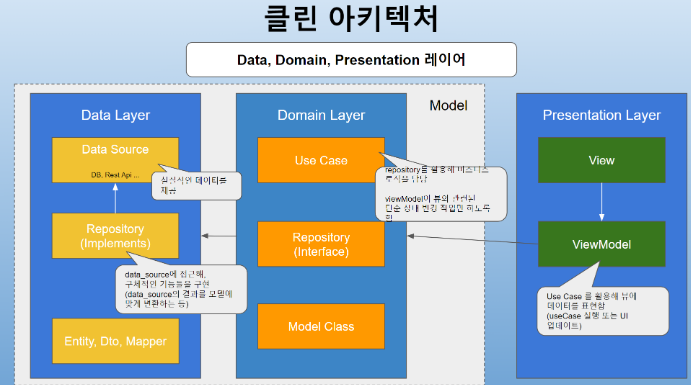 클린 아키텍처
Data, Domain, Presentation 레이어
Model
Data Layer
Data Source
DB, Rest Api ...
실질적인 데이터를
제공
Repository
(Implements)
data_source에 접근해,
구체적인 기능들을 구현
(data_source의 결과를 모델에
맞게 변환하는 등)
Entity, Dto, Mapper
Domain Layer
Use Case
repository를 활용해 비즈니스
로직을 담당
viewModel이 뷰와 관련된
단순 상태 변경 작업만 하도록
함
Repository
(Interface)
Model Class
Presentation Layer
View
ViewModel
Use Case 를 활용해 뷰에
데이터를 표현함
(useCase 실행 또는 UI
업데이트)